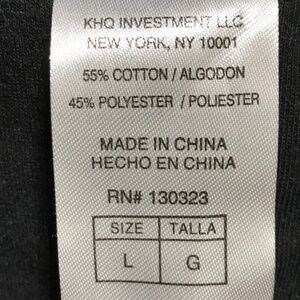 KHQ INVESTMENT LLC
NEW YORK, NY 10001
55% COTTON / ALGODON
45% POLYESTER / POLIESTER
MADE IN CHINA
HECHO EN CHINA
RN# 130323
SIZE TALLA
L G